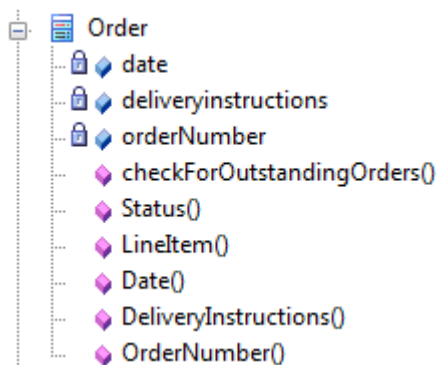 Order
date
deliveryinstructions
orderNumber
checkForOutstandingOrders()
Status()
LineItem()
Date()
DeliveryInstructions()
OrderNumber()